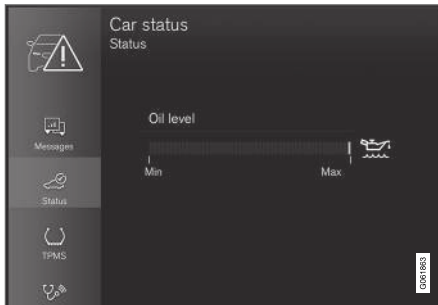 Car status
Status
Messages
Status
TPMS
Oil level
Min Max
G061863